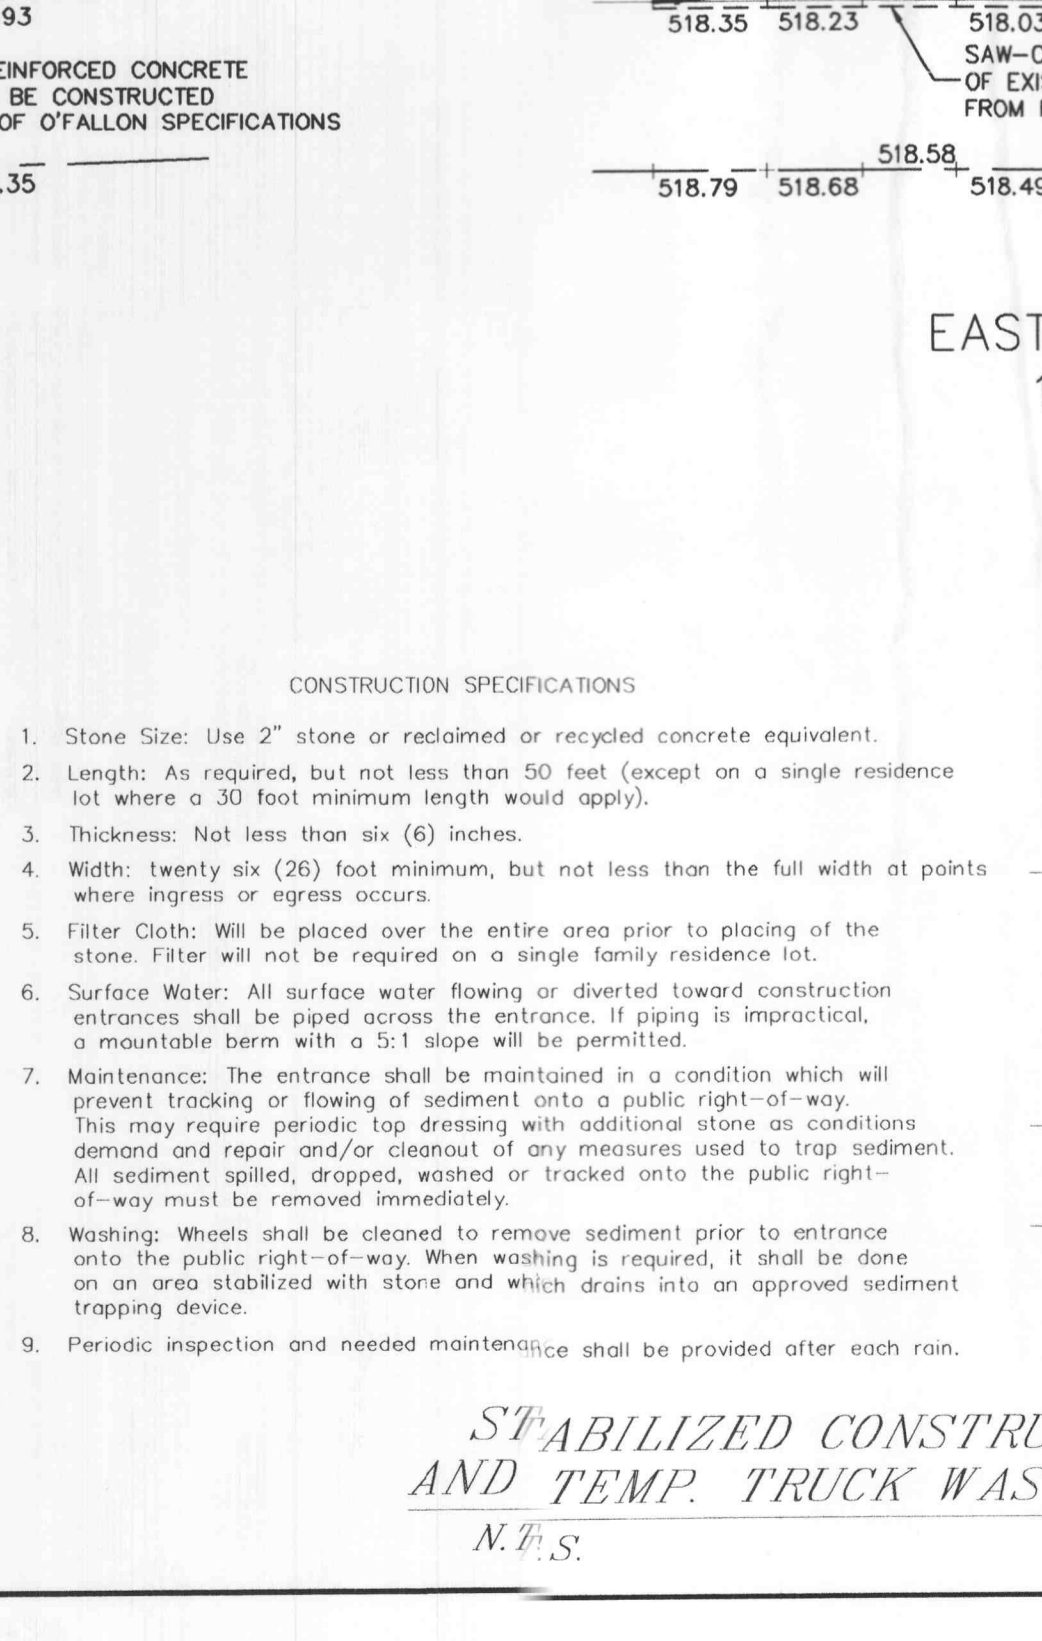 93
518.35 518.23 518.03
REINFORCED CONCRETE
BE CONSTRUCTED
OF O'FALLON SPECIFICATIONS
SAW-C
OF EXI
FROM
.35
518.58
518.79 518.68 518.49
EAST
CONSTRUCTION SPECIFICATIONS
1. Stone Size: Use 2" stone or reclaimed or recycled concrete equivalent.
2. Length: As required, but not less than 50 feet (except on a single residence
lot where a 30 foot minimum length would apply).
3. Thickness: Not less than six (6) inches.
4. Width: twenty six (26) foot minimum, but not less than the full width at points
where ingress or egress occurs.
5. Filter Cloth: Will be placed over the entire area prior to placing of the
stone. Filter will not be required on a single family residence lot.
6. Surface Water: All surface water flowing or diverted toward construction
entrances shall be piped across the entrance. If piping is impractical,
a mountable berm with a 5:1 slope will be permitted.
7. Maintenance: The entrance shall be maintained in a condition which will
prevent tracking or flowing of sediment onto a public right-of-way.
This may require periodic top dressing with additional stone as conditions
demand and repair and/or cleanout of any measures used to trap sediment.
All sediment spilled, dropped, washed or tracked onto the public right-
of-way must be removed immediately.
8. Washing: Wheels shall be cleaned to remove sediment prior to entrance
onto the public right-of-way. When washing is required, it shall be done
on an area stabilized with stone and which drains into an approved sediment
trapping device.
9. Periodic inspection and needed maintenance shall be provided after each rain.
STABILIZED CONSTRU
AND TEMP. TRUCK WAS
N.T.S.